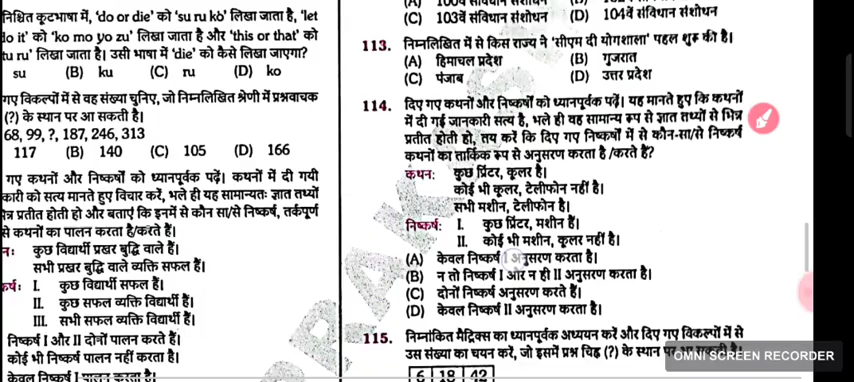 निश्चित कूटभाषा में, 'do or die' को 'su ru ko' लिखा जाता है, 'let
do it' को 'ko mo yo zu' लिखा जाता है और 'this or that' को
tu ru' लिखा जाता है। उसी भाषा में 'die' को कैसे लिखा जाएगा?
su (B) ku (C) ru (D) ko
गए विकल्पों में से वह संख्या चुनिए, जो निम्नलिखित श्रेणी में प्रश्नवाचक
(?) के स्थान पर आ सकती है।
68, 99, ?, 187, 246, 313
117 (B) 140 (C) 105 (D) 166
गए कथनों और निष्कर्षों को ध्यानपूर्वक पढ़ें। कथनों में दी गयी
कारी को सत्य मानते हुए विचार करें, भले ही यह सामान्यतः ज्ञात तथ्यों
भिन्न प्रतीत होती हो और बताएं कि इनमें से कौन सा/से निष्कर्ष, तर्कपूर्ण
से कथनों का पालन करता है/करते हैं।
कुछ विद्यार्थी प्रखर बुद्धि वाले हैं।
सभी प्रखर बुद्धि वाले व्यक्ति सफल हैं।
I. कुछ विद्यार्थी सफल हैं।
II. कुछ सफल व्यक्ति विद्यार्थी हैं।
III. सभी सफल व्यक्ति विद्यार्थी हैं।
निष्कर्ष I और II दोनों पालन करते हैं।
कोई भी निष्कर्ष पालन नहीं करता है।
केवल निष्कर्ष I पालन करता है।
(C) 103वें संविधान संशोधन (D) 104वें संविधान संशोधन
113. निम्नलिखित में से किस राज्य ने 'सीएम दी योगशाला' पहल शुरू की है।
(A) हिमाचल प्रदेश (B) गुजरात
(C) पंजाब (D) उत्तर प्रदेश
114. दिए गए कथनों और निष्कर्षों को ध्यानपूर्वक पढ़ें। यह मानते हुए कि कथनों
में दी गई जानकारी सत्य है, भले ही वह सामान्य रूप से ज्ञात तथ्यों से भिन्न
प्रतीत होती हो, तय करें कि दिए गए निष्कर्षों में से कौन-सा/से निष्कर्ष
कथनों का तार्किक रूप से अनुसरण करता है /करते हैं?
कथन: कुछ प्रिंटर, कूलर है।
कोई भी कूलर, टेलीफोन नहीं है।
सभी मशीन, टेलीफोन है।
निष्कर्ष: I. कुछ प्रिंटर, मशीन हैं।
II. कोई भी मशीन, कूलर नहीं है।
(A) केवल निष्कर्ष I अनुसरण करता है।
(B) न तो निष्कर्ष I और न ही II अनुसरण करता है।
(C) दोनों निष्कर्ष अनुसरण करते हैं।
(D) केवल निष्कर्ष II अनुसरण करता है।
115. निम्नांकित मैट्रिक्स का ध्यानपूर्वक अध्ययन करें और दिए गए विकल्पों में से
उस संख्या का चयन करें, जो इसमें प्रश्न चिह्न (?) के स्थान पर
6 18 42
OMNI SCREEN RECORDER